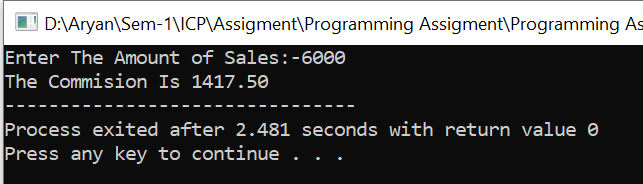 D:\Aryan\Sem-1\ICP\Assigment\Programming Assigment\Programming As
Enter The Amount of Sales:-6000
The Commision Is 1417.50
--------------------------------
Process exited after 2.481 seconds with return value 0
Press any key to continue . . .